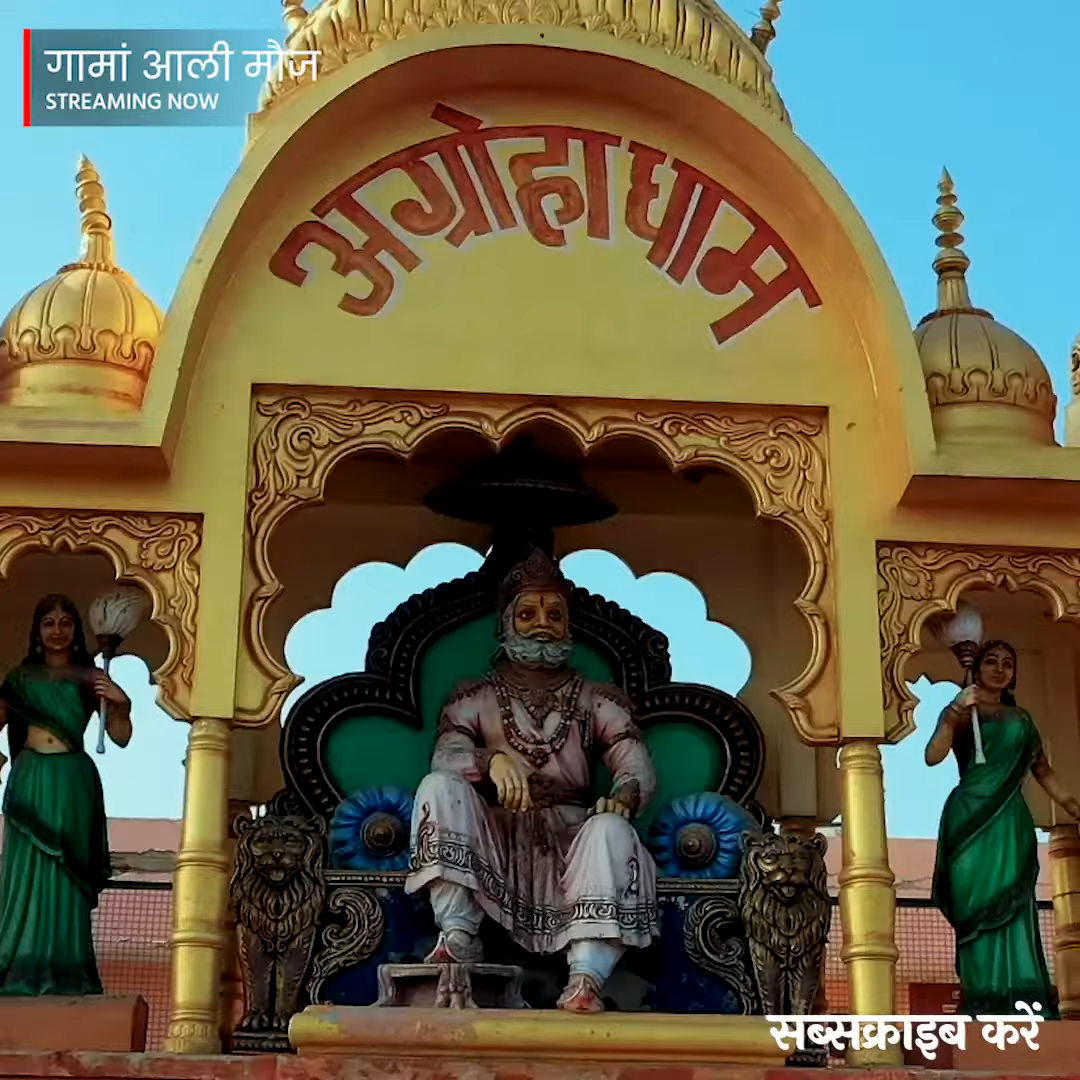 गामां आली मौज
STREAMING NOW
अग्रोहा धाम
सब्सक्राइब करें